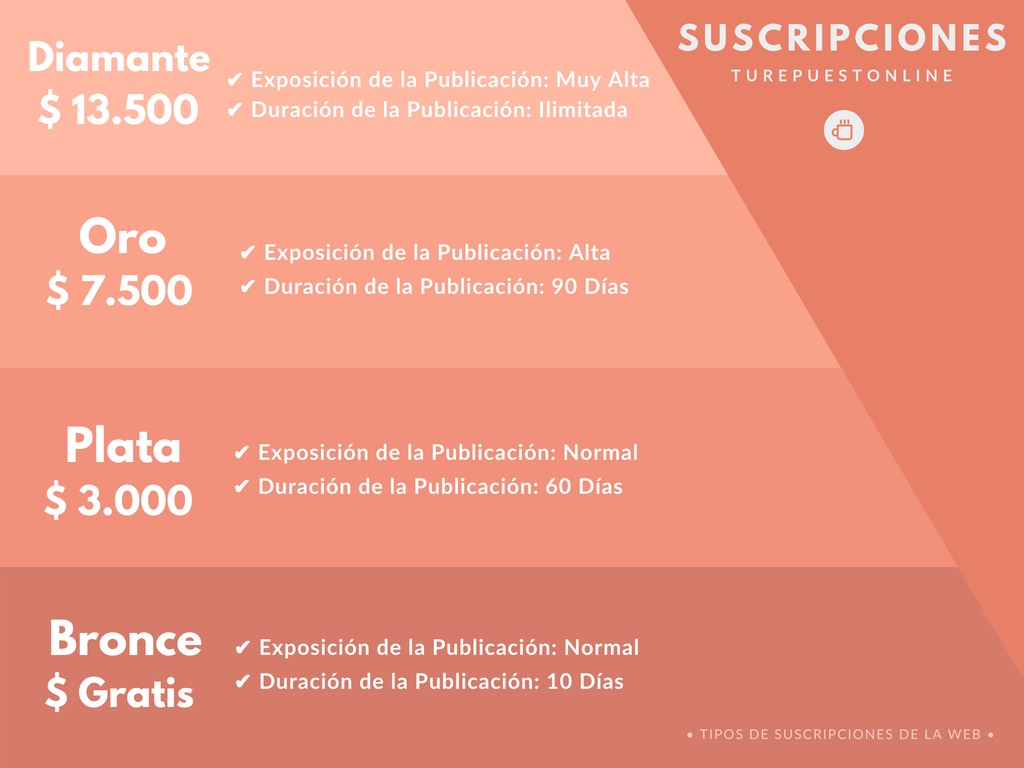 SUSCRIPCIONES
TUREPUESTONLINE
Diamante
$ 13.500
✔ Exposición de la Publicación: Muy Alta
✔ Duración de la Publicación: Ilimitada
Oro
$ 7.500
✔ Exposición de la Publicación: Alta
✔ Duración de la Publicación: 90 Días
Plata
$ 3.000
✔ Exposición de la Publicación: Normal
✔ Duración de la Publicación: 60 Días
Bronce
$ Gratis
✔ Exposición de la Publicación: Normal
✔ Duración de la Publicación: 10 Días
• TIPOS DE SUSCRIPCIONES DE LA WEB •